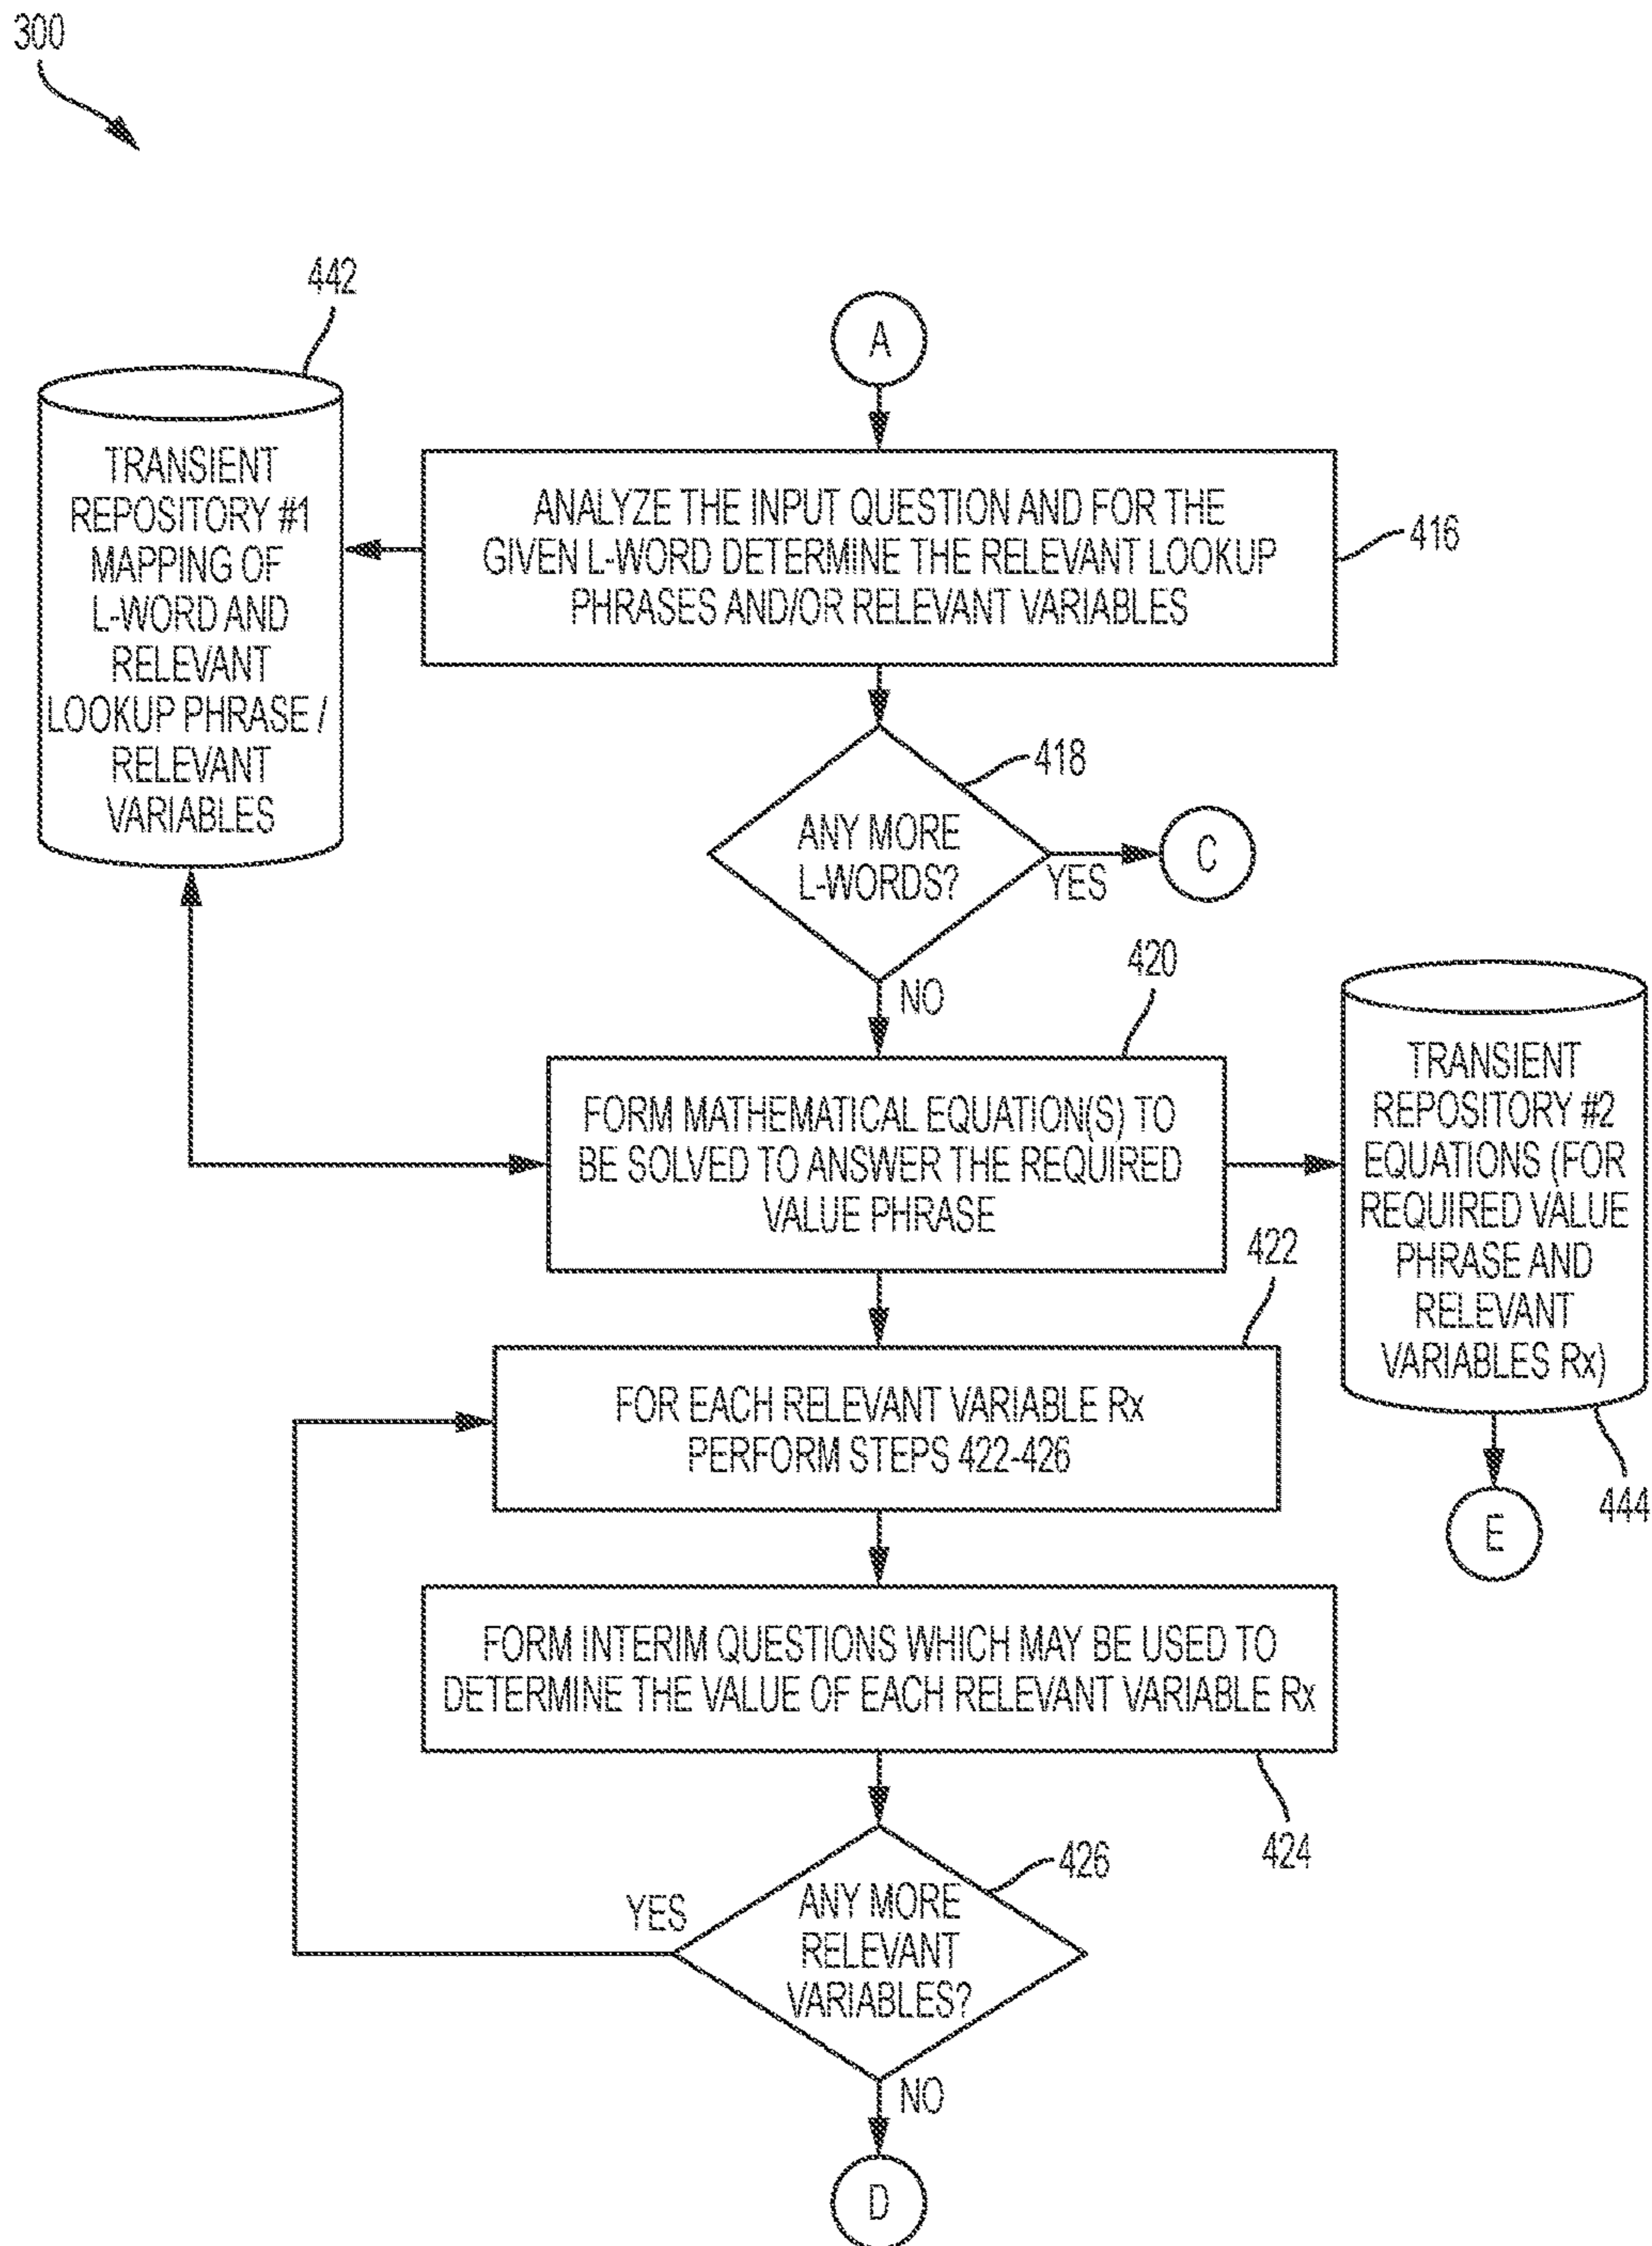 300
442
A
TRANSIENT
REPOSITORY #1
MAPPING OF
L-WORD AND
RELEVANT
LOOKUP PHRASE /
RELEVANT
VARIABLES
ANALYZE THE INPUT QUESTION AND FOR THE
GIVEN L-WORD DETERMINE THE RELEVANT LOOKUP
PHRASES AND/OR RELEVANT VARIABLES
416
418
ANY MORE
L-WORDS?
YES
C
NO
420
FORM MATHEMATICAL EQUATION(S) TO
BE SOLVED TO ANSWER THE REQUIRED
VALUE PHRASE
TRANSIENT
REPOSITORY #2
EQUATIONS (FOR
REQUIRED VALUE
PHRASE AND
RELEVANT
VARIABLES Rx)
444
E
422
FOR EACH RELEVANT VARIABLE Rx
PERFORM STEPS 422-426
FORM INTERIM QUESTIONS WHICH MAY BE USED TO
DETERMINE THE VALUE OF EACH RELEVANT VARIABLE Rx
424
426
YES
ANY MORE
RELEVANT
VARIABLES?
NO
D